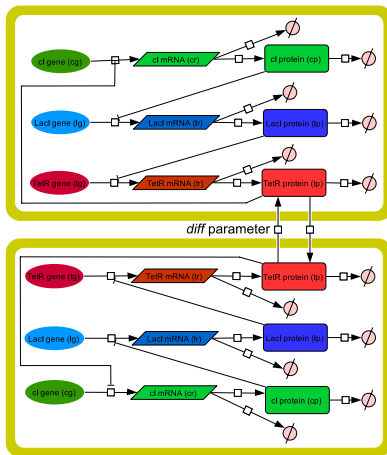 cI gene (cg) cI mRNA (cr) cI protein (cp)
LacI gene (lg) LacI mRNA (lr) LacI protein (lp)
TetR gene (tp) TetR mRNA (tr) TetR protein (tp)
diff parameter
TetR gene (tg) TetR mRNA (tr) TetR protein (tp)
LacI gene (lg) LacI mRNA (lr) LacI protein (lp)
cI gene (cg) cI mRNA (cr) cI protein (cp)